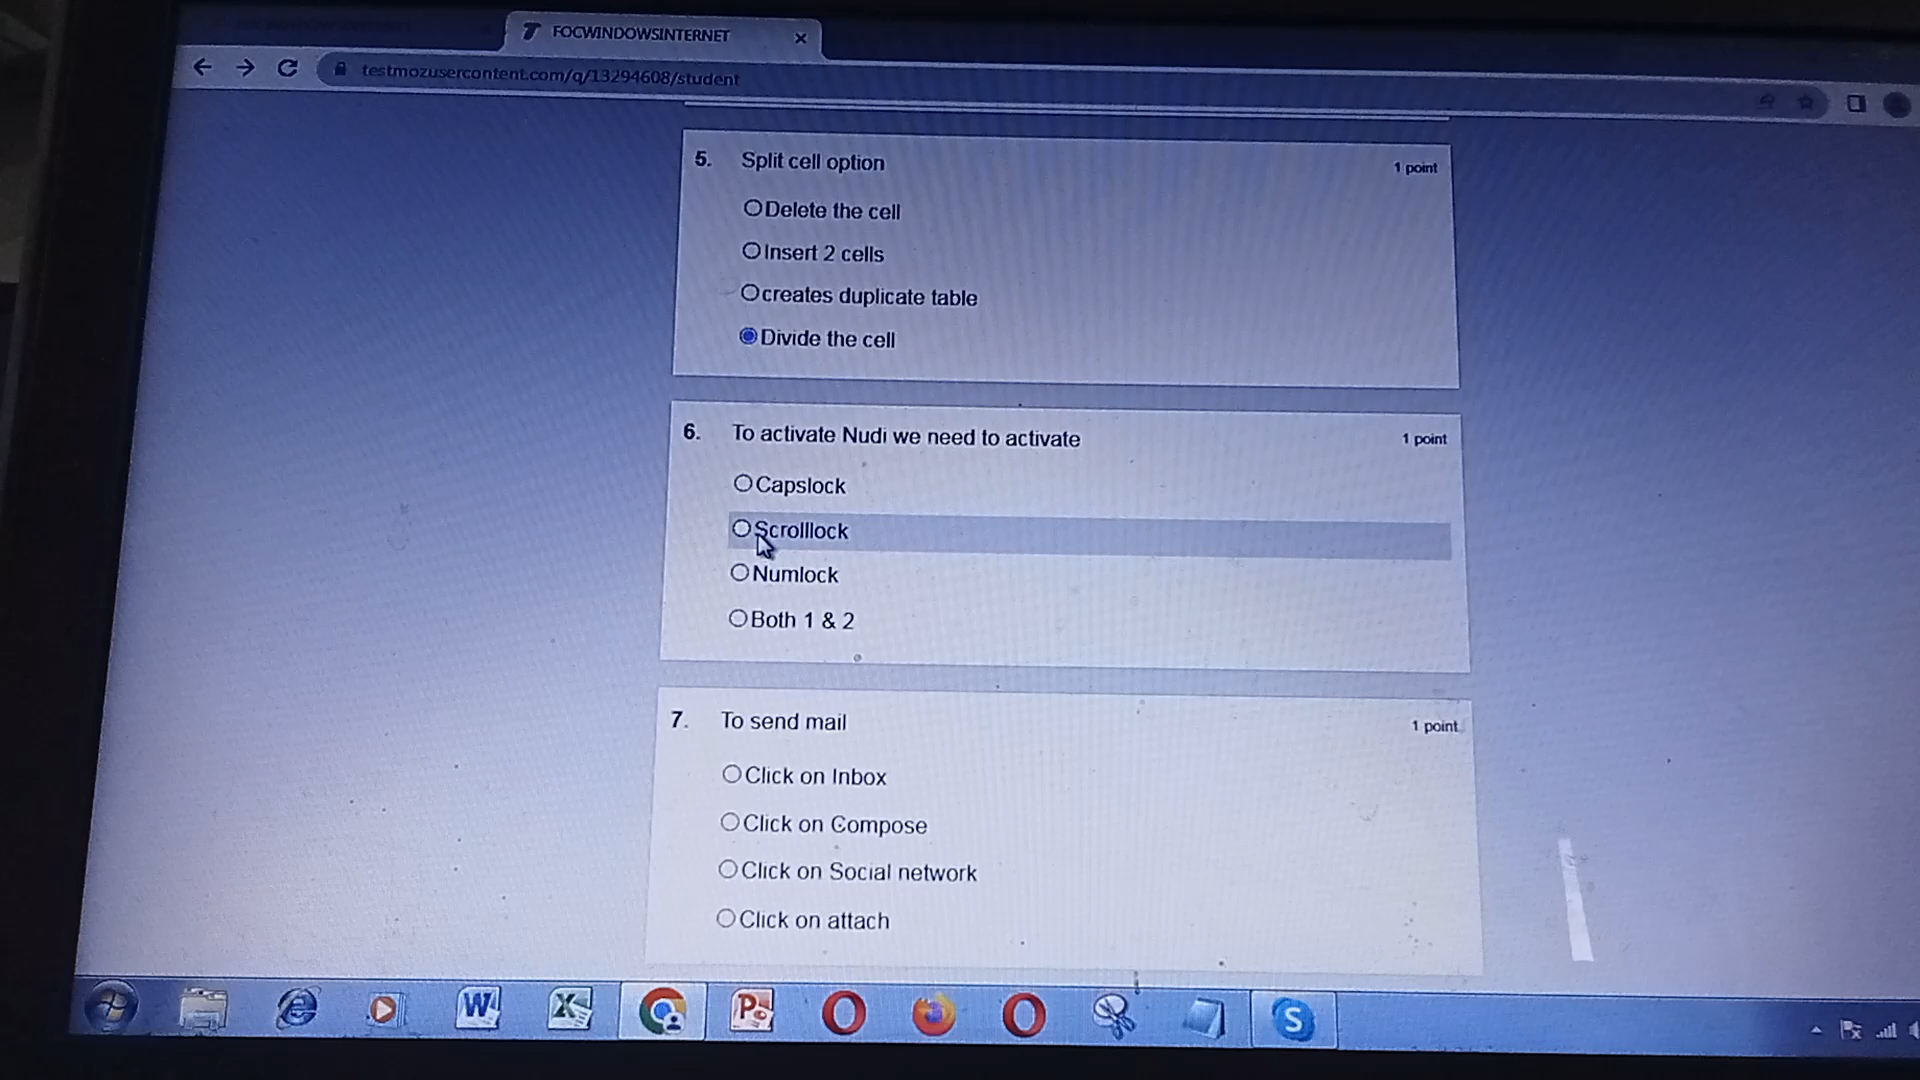 FOCWINDOWSINTERNET
testmozusercontent.com/q/13294608/student
5. Split cell option 1 point
Delete the cell
Insert 2 cells
creates duplicate table
Divide the cell
6. To activate Nudi we need to activate 1 point
Capslock
Scrolllock
Numlock
Both 1 & 2
7. To send mail 1 point
Click on Inbox
Click on Compose
Click on Social network
Click on attach